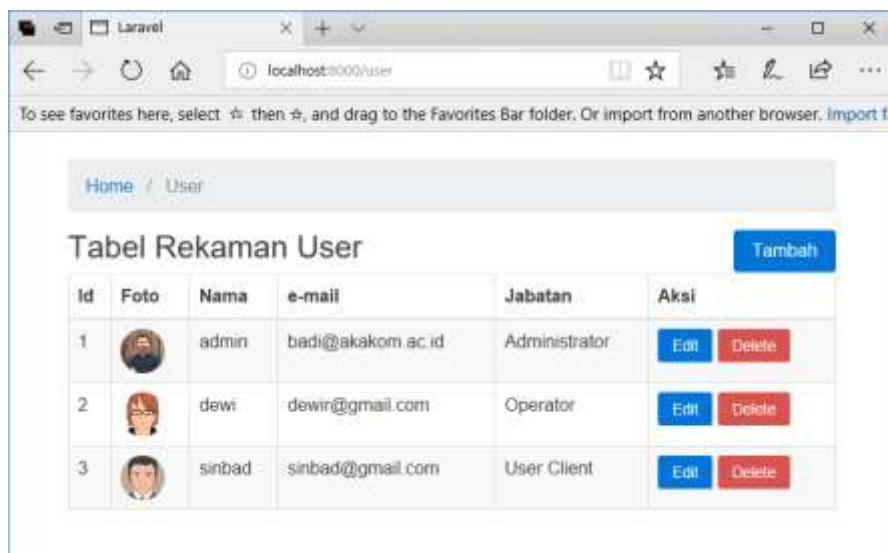 Laravel
localhost:8000/user
To see favorites here, select ☆ then ☆, and drag to the Favorites Bar folder. Or import from another browser. Import f
Home / User
Tabel Rekaman User
Tambah
Id Foto Nama e-mail Jabatan Aksi
1 admin badi@akakom.ac.id Administrator Edit Delete
2 dewi dewir@gmail.com Operator Edit Delete
3 sinbad sinbad@gmail.com User Client Edit Delete